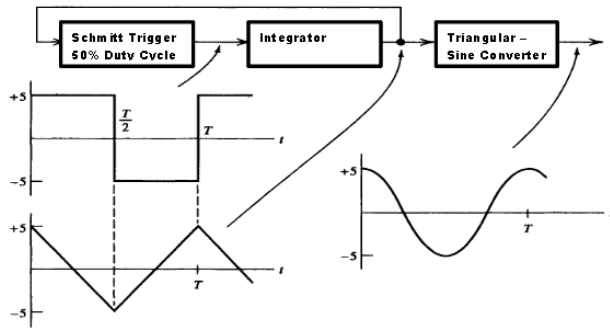 Schmitt Trigger
50% Duty Cycle
Integrator
Triangular –
Sine Converter
+5
T/2
T
t
−5
+5
T
t
−5
+5
T
−5